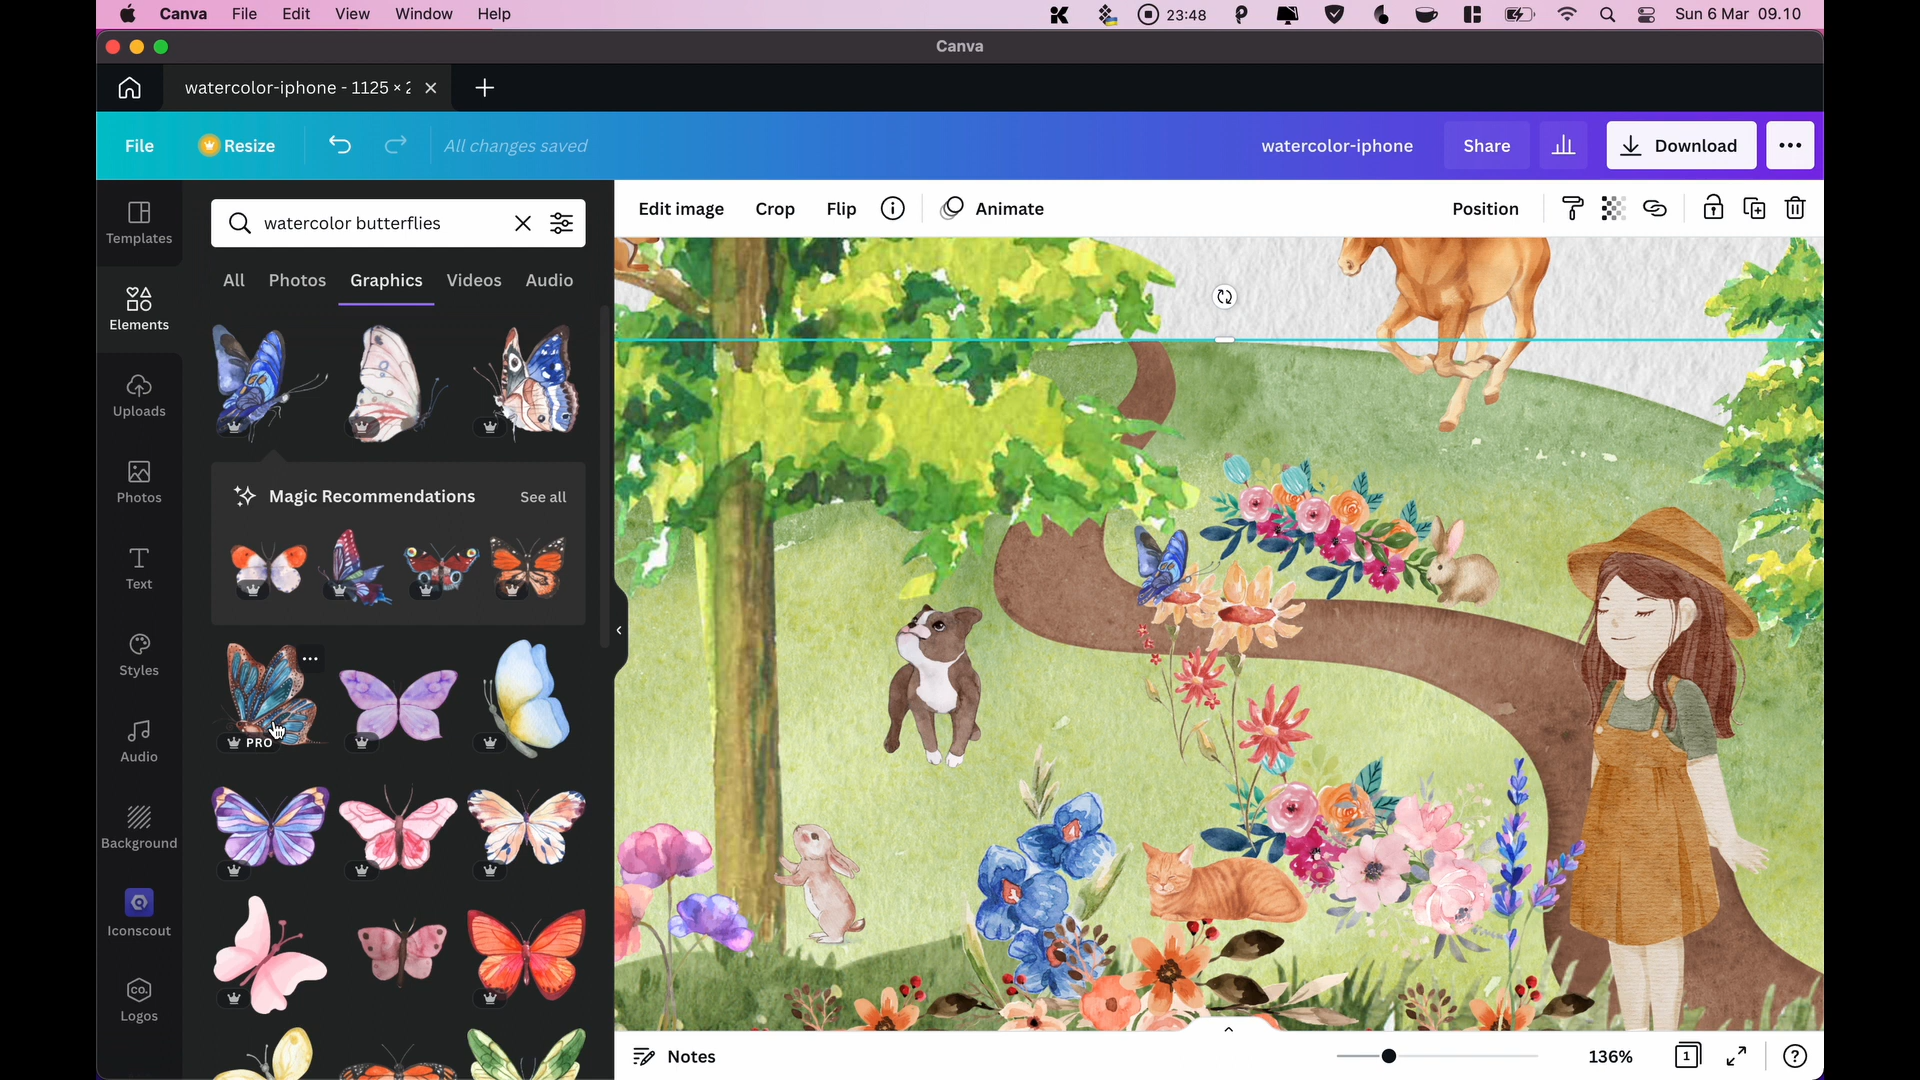 Canva File Edit View Window Help 23:48 Sun 6 Mar 09.10
Canva
watercolor-iphone - 1125 × 2
File Resize All changes saved watercolor-iphone Share Download
Templates
Elements
Uploads
Photos
Text
Styles
Audio
Background
Iconscout
CO.
Logos
watercolor butterflies
All Photos Graphics Videos Audio
Magic Recommendations See all
PRO
Edit image Crop Flip Animate Position
Notes 136% 1